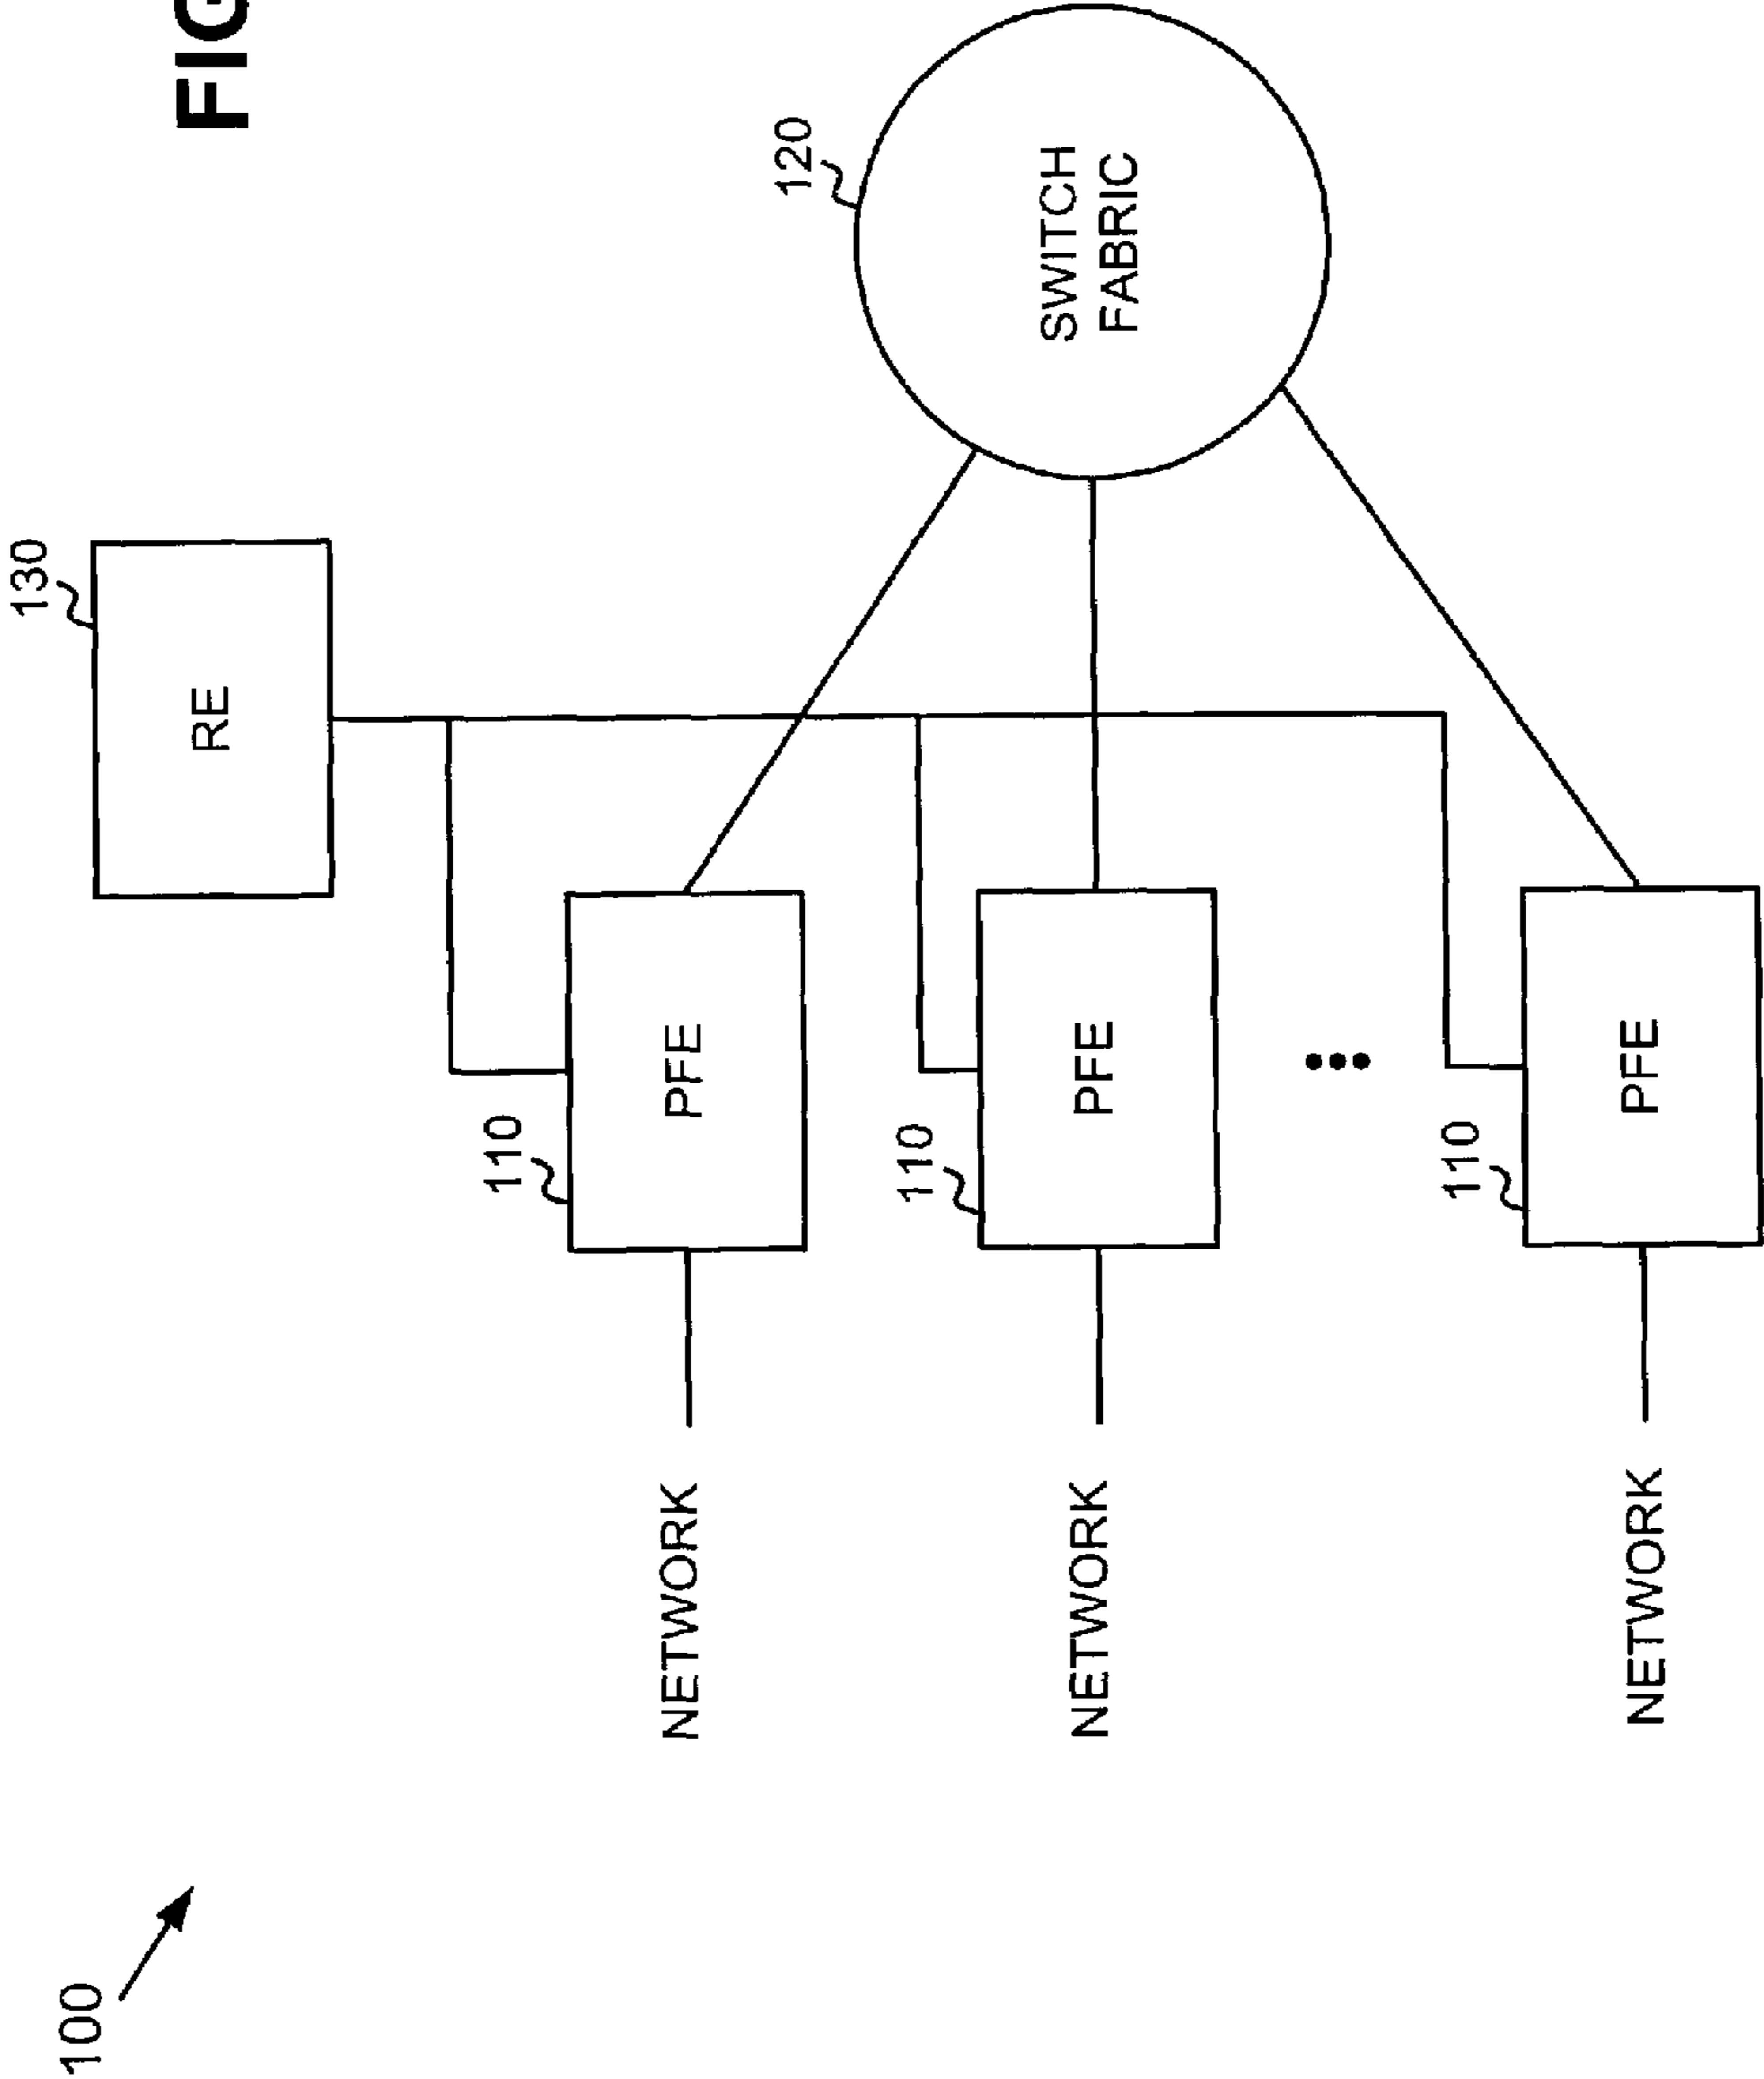 FIG
130
RE
120
SWITCH
FABRIC
110
PFE
NETWORK
110
PFE
NETWORK
110
PFE
NETWORK
100